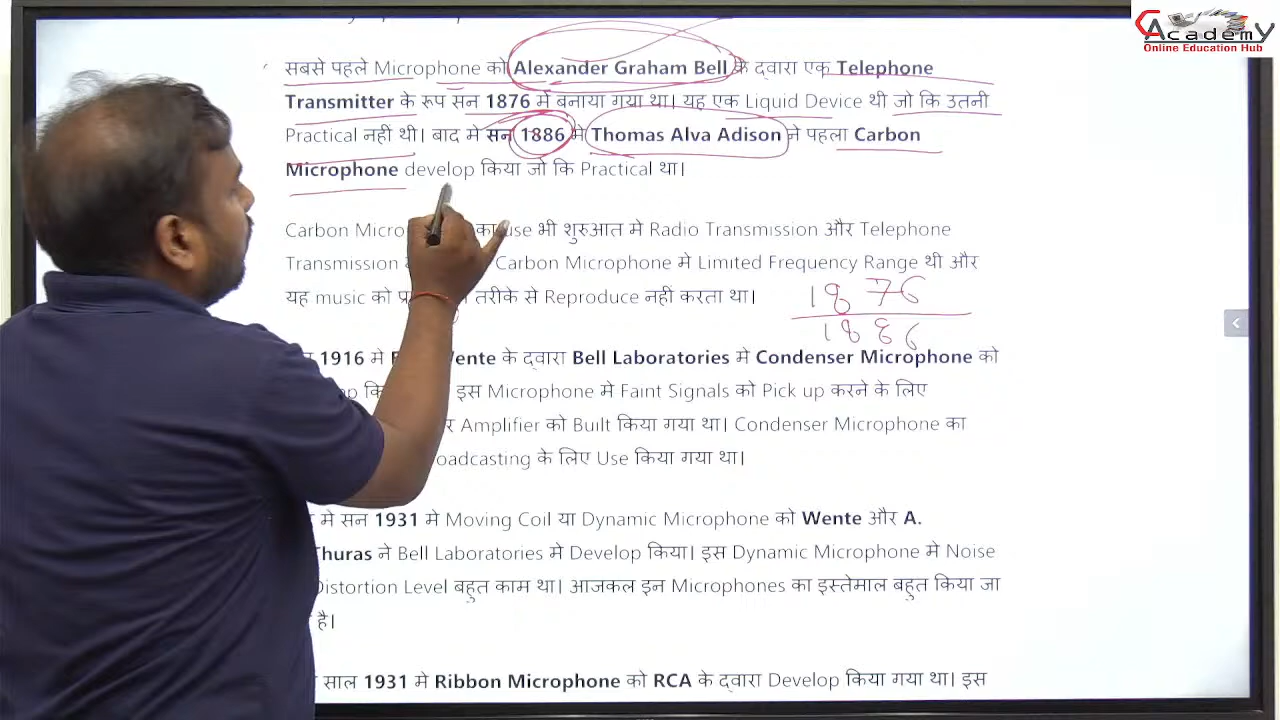 CAcademy
Online Education Hub
सबसे पहले Microphone को Alexander Graham Bell के द्वारा एक Telephone
Transmitter के रूप सन 1876 में बनाया गया था। यह एक Liquid Device थी जो कि उतनी
Practical नहीं थी। बाद मे सन 1886 मे Thomas Alva Adison ने पहला Carbon
Microphone develop किया जो कि Practical था।
Carbon का use भी शुरुआत मे Radio Transmission और Telephone
Transmission Carbon Microphone मे Limited Frequency Range थी और
यह music को तरीके से Reproduce नहीं करता था।
1876
1886
1916 मे Wente के द्वारा Bell Laboratories मे Condenser Microphone को
इस Microphone मे Faint Signals को Pick up करने के लिए
Amplifier को Built किया गया था। Condenser Microphone का
के लिए Use किया गया था।
मे सन 1931 मे Moving Coil या Dynamic Microphone को Wente और A.
Thuras ने Bell Laboratories मे Develop किया। इस Dynamic Microphone मे Noise
Distortion Level बहुत काम था। आजकल इन Microphones का इस्तेमाल बहुत किया जा
है।
साल 1931 मे Ribbon Microphone को RCA के द्वारा Develop किया गया था। इस